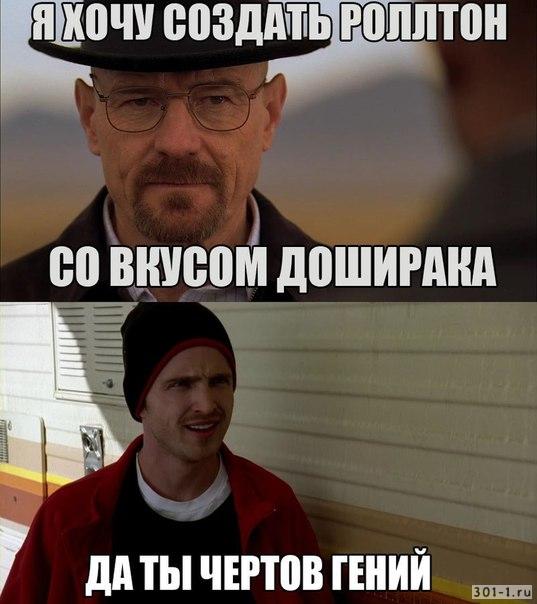 Я ХОЧУ СОЗДАТЬ РОЛЛТОН
СО ВКУСОМ ДОШИРАКА
ДА ТЫ ЧЕРТОВ ГЕНИЙ
301-1.ru